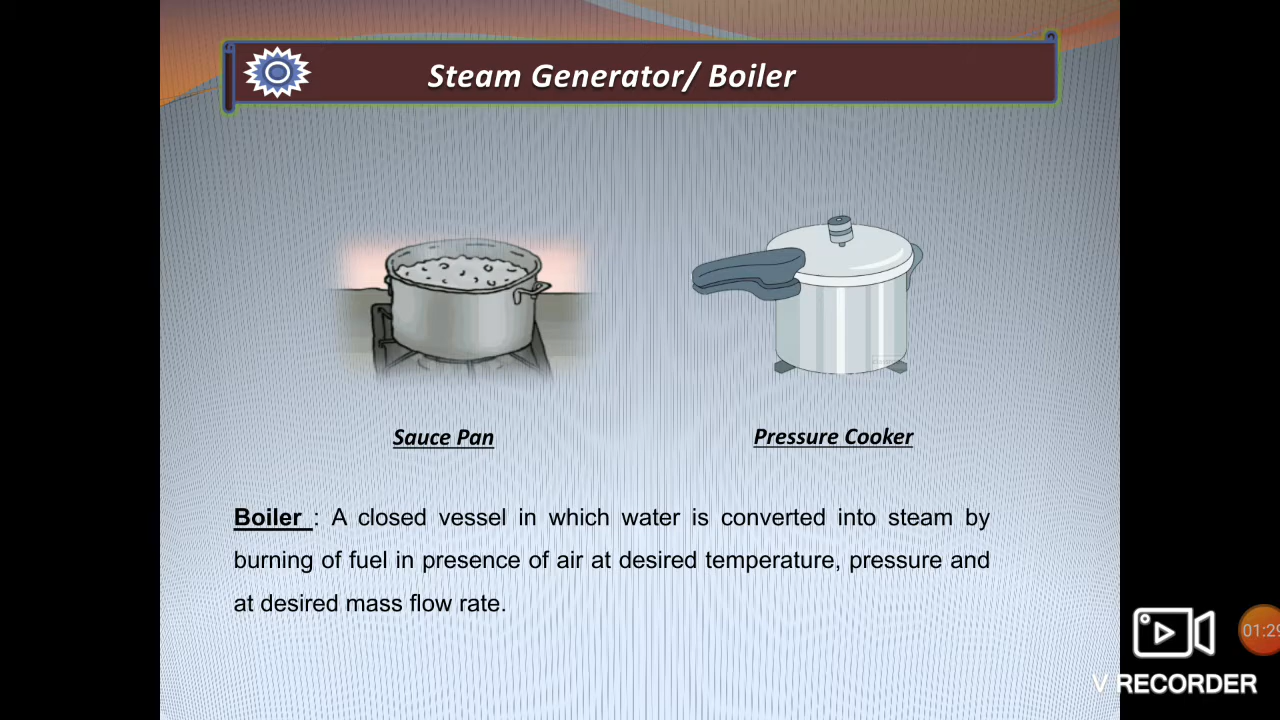 Steam Generator/ Boiler
Sauce Pan
Pressure Cooker
Boiler : A closed vessel in which water is converted into steam by
burning of fuel in presence of air at desired temperature, pressure and
at desired mass flow rate.
01:29
V RECORDER